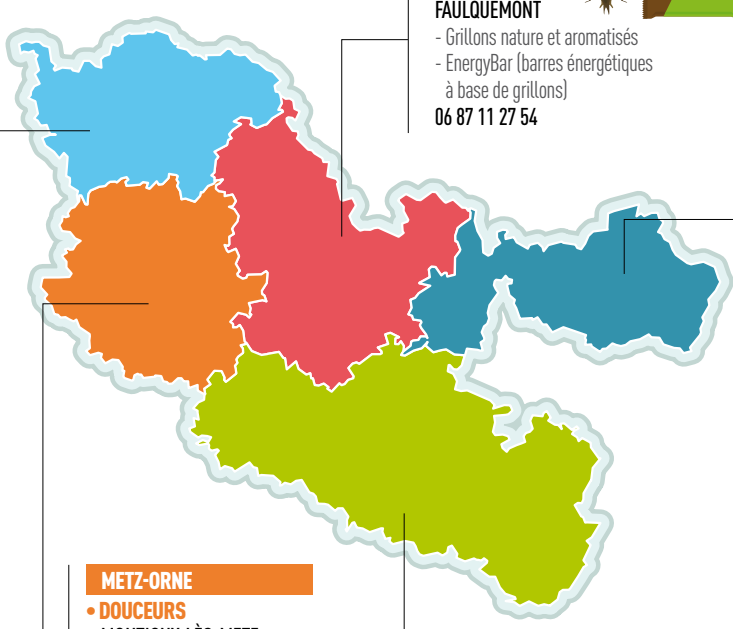 FAULQUEMONT
- Grillons nature et aromatisés
- EnergyBar (barres énergétiques
à base de grillons)
06 87 11 27 54
METZ-ORNE
• DOUCEURS